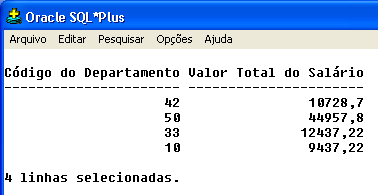 Oracle SQL*Plus
Arquivo Editar Pesquisar Opções Ajuda
Código do Departamento Valor Total do Salário
---------------------- ----------------------
42 10728,7
50 44957,8
33 12437,22
10 9437,22
4 linhas selecionadas.